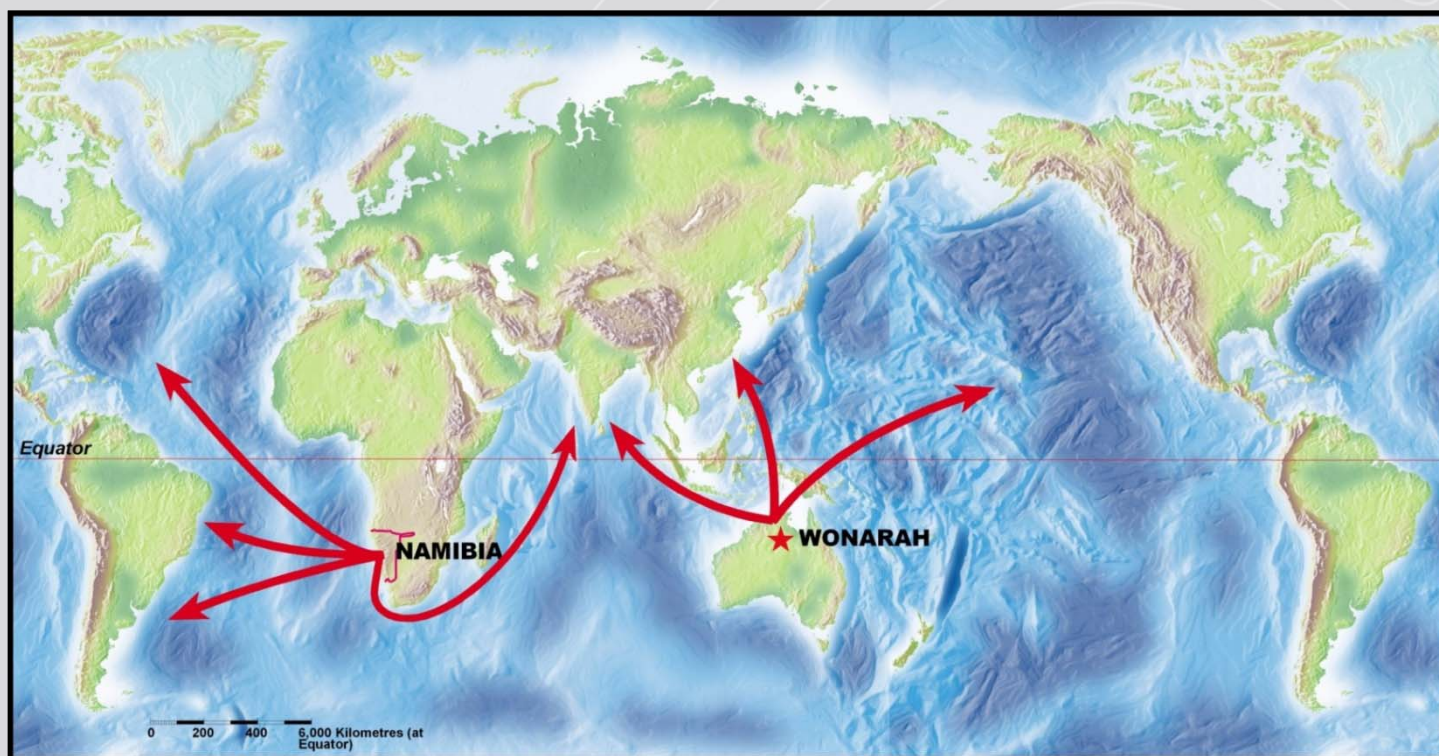 Equator
NAMIBIA
WONARAH
0 200 400 6,000 Kilometres (at
Equator)